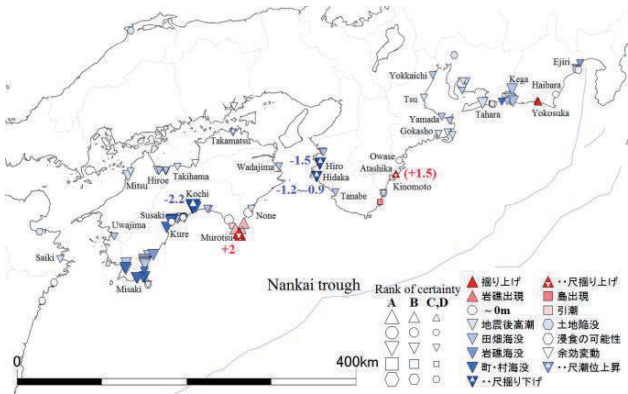 Ejiri
Yokkaichi
Kega
Haibara
Tsu
Yamada
Tahara
Yokosuka
Takamatsu
Gokasho
Owase
-1.5
Hiro
Atashika
(+1.5)
Wadajima
Hidaka
Kinomoto
Mitsu
Hiroe
Takihama
-1.2~-0.9
Tanabe
-2.2
Kochi
None
Susaki
Uwajima
Kure
Murotsu
+2
Saiki
Nankai trough
Misaki
Rank of certainty
A B C,D
揺り上げ
‥尺揺り上げ
岩礁出現
島出現
~0m
引潮
地震後高潮
土地陥没
田畑海没
浸食の可能性
岩礁海没
余効変動
町・村海没
‥尺潮位上昇
‥尺揺り下げ
0
400km